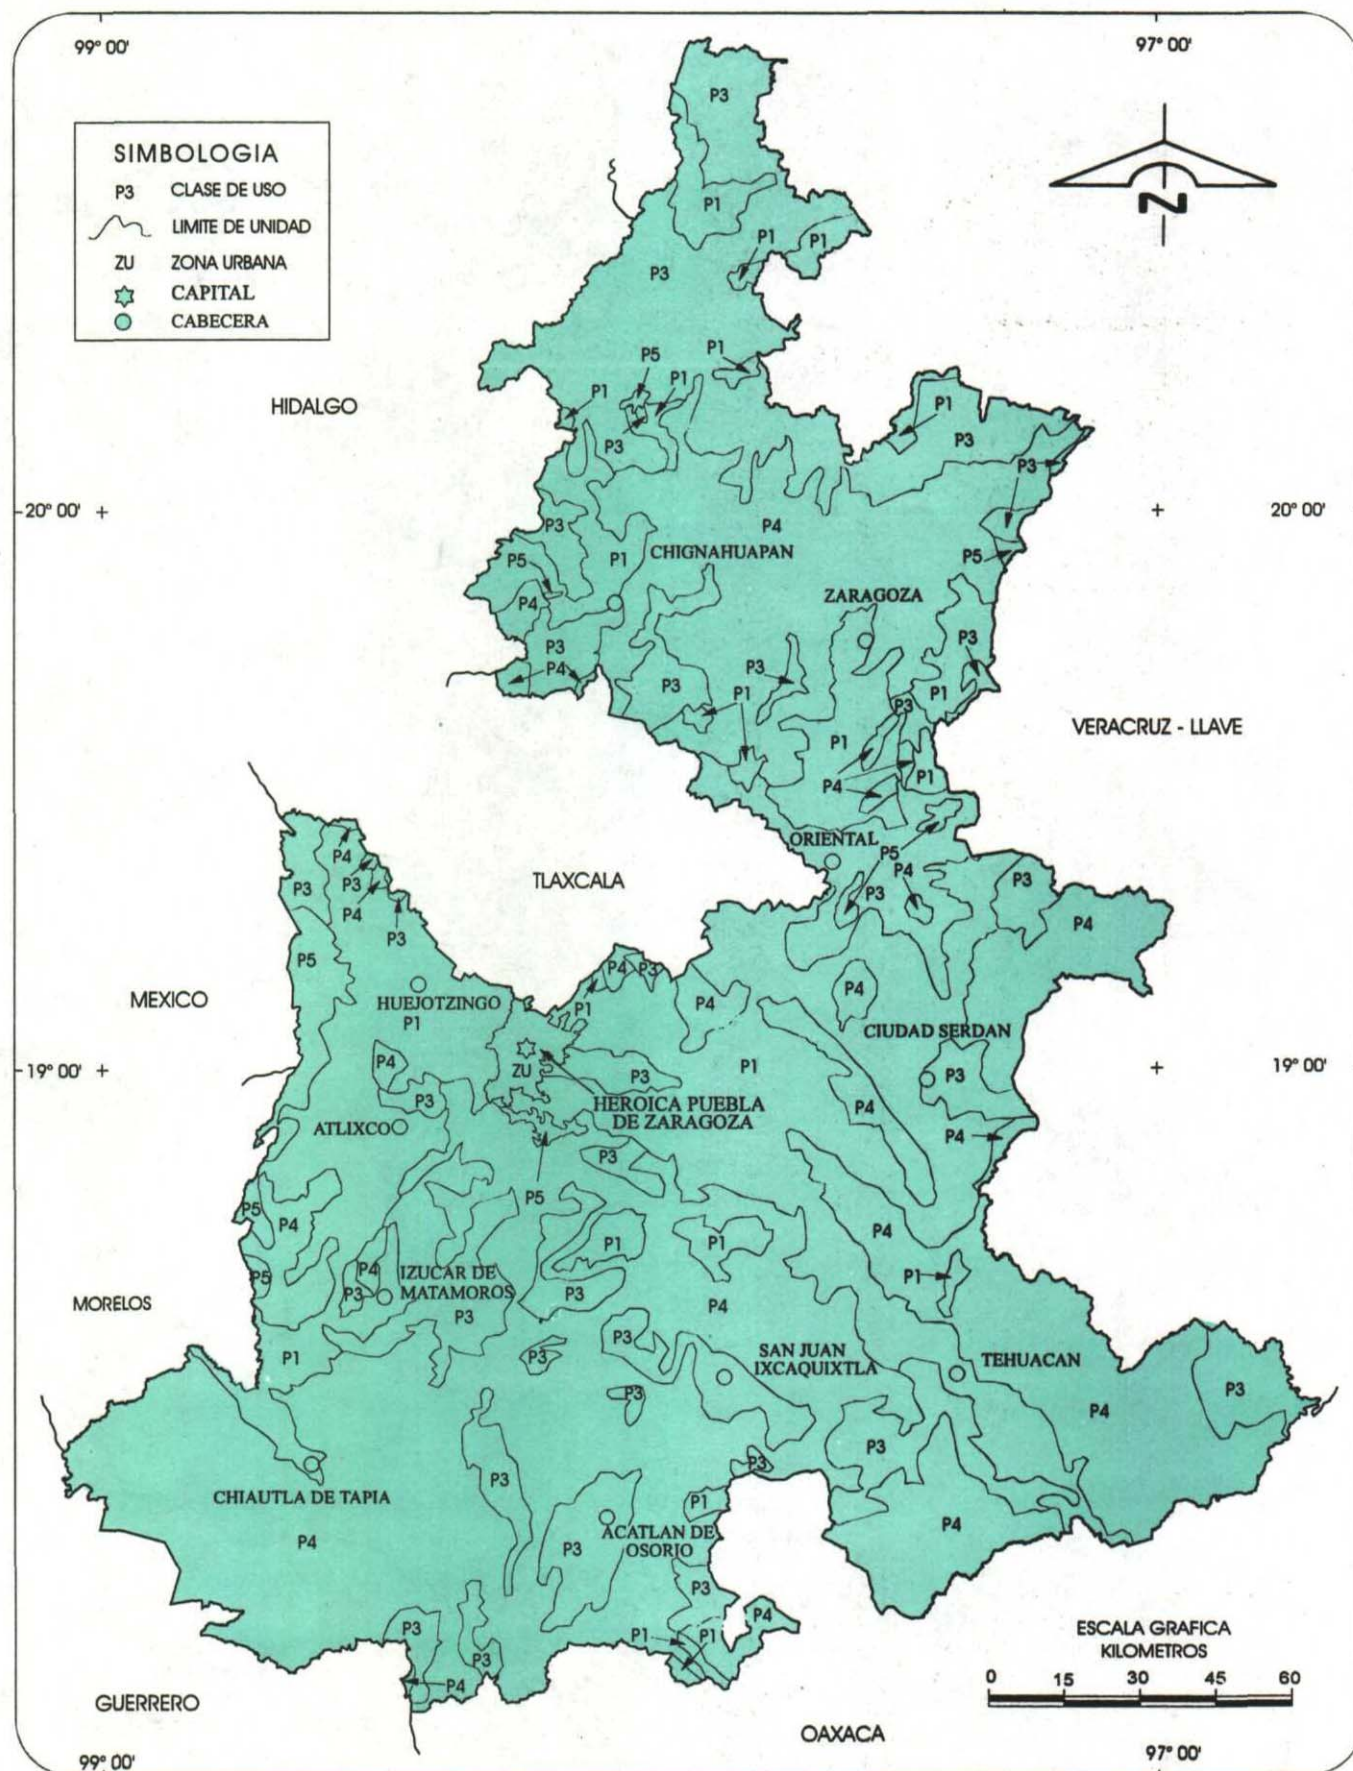 99° 00'
97° 00'
P3
SIMBOLOGIA
P3 CLASE DE USO
LIMITE DE UNIDAD
ZU ZONA URBANA
CAPITAL
CABECERA
N
P1
P1
P1
P3
P5
P1
P1
P1
HIDALGO
P1
P3
P3
P3
20° 00'
P3
P4
20° 00'
P5
P1
CHIGNAHUAPAN
P5
P4
ZARAGOZA
P3
P4
P3
P3
P3
P1
P1
P3
VERACRUZ - LLAVE
P1
P4
P1
ORIENTAL
P4
P5
P3
P3
P4
P4
TLAXCALA
P3
P3
P4
P3
P5
P4
P3
MEXICO
HUEJOTZINGO
P1
P1
P4
P4
CIUDAD SERDAN
19° 00'
P4
ZU
P3
P1
P3
19° 00'
P3
HEROICA PUEBLA
DE ZARAGOZA
P4
ATLIXCO
P4
P3
P5
P5
P4
P1
P1
P4
P5
P4
IZUCAR DE
MATAMOROS
P1
MORELOS
P3
P3
P3
P4
P1
P3
P3
SAN JUAN
IXCAQUIXTLA
TEHUACAN
P3
P3
P4
P3
P3
P3
CHIAUTLA DE TAPIA
P1
P4
P3
ACATLAN DE
OSORIO
P4
P3
P3
P1
P1
P4
ESCALA GRAFICA
KILOMETROS
P3
P4
0 15 30 45 60
GUERRERO
OAXACA
99° 00'
97° 00'